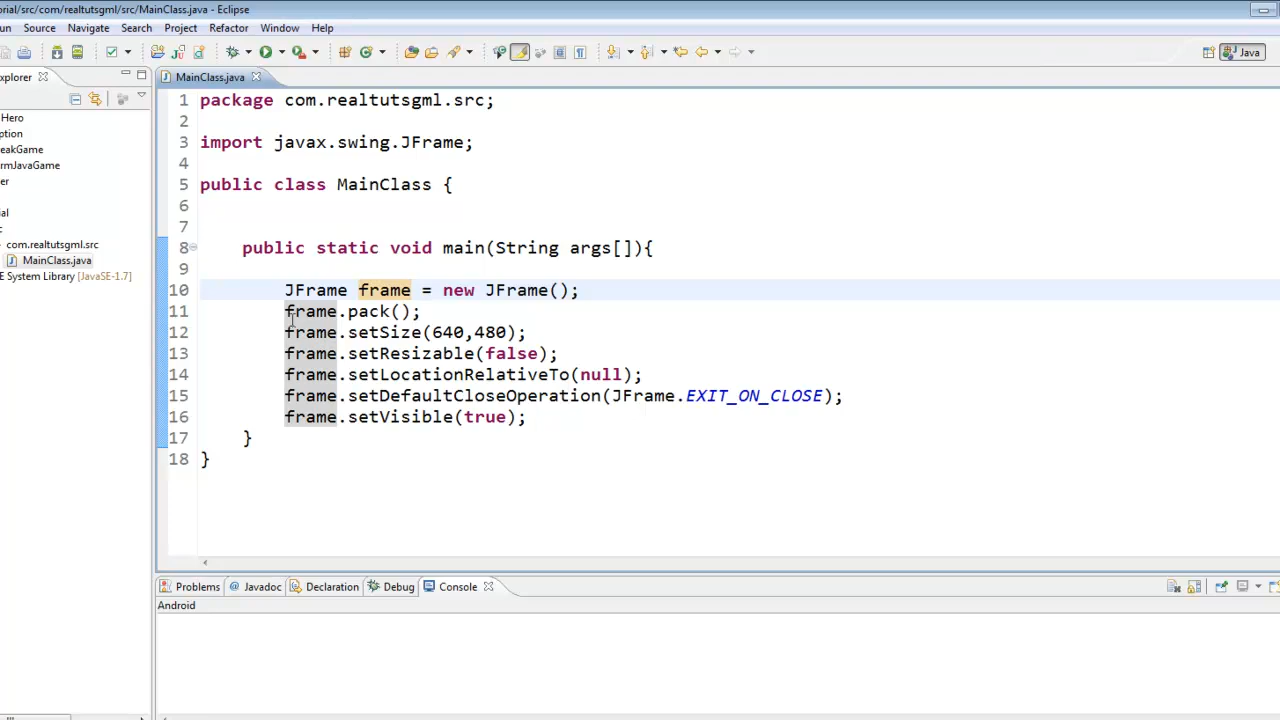 orial/src/com/realtutsgml/src/MainClass.java - Eclipse
un Source Navigate Search Project Refactor Window Help
Java
xplorer
MainClass.java
Hero
ption
eakGame
rmJavaGame
er
ial
c
com.realtutsgml.src
MainClass.java
E System Library [JavaSE-1.7]
1 package com.realtutsgml.src;
2
3 import javax.swing.JFrame;
4
5 public class MainClass {
6
7
8 public static void main(String args[]){
9
10 JFrame frame = new JFrame();
11 frame.pack();
12 frame.setSize(640,480);
13 frame.setResizable(false);
14 frame.setLocationRelativeTo(null);
15 frame.setDefaultCloseOperation(JFrame.EXIT_ON_CLOSE);
16 frame.setVisible(true);
17 }
18 }
Problems @ Javadoc Declaration Debug Console
Android